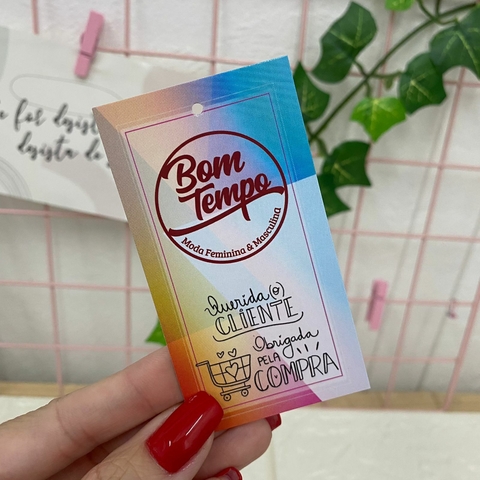 Bom
Tempo
Moda Feminina & Masculina
Querida(o)
CLIENTE
Obrigada
PELA
COMPRA